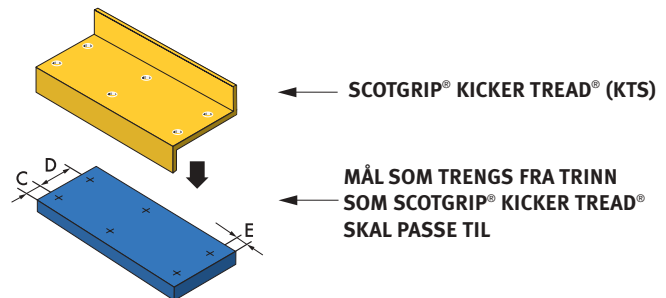 SCOTGRIP® KICKER TREAD® (KTS)
D
C
MÅL SOM TRENGS FRA TRINN
SOM SCOTGRIP® KICKER TREAD®
SKAL PASSE TIL
E